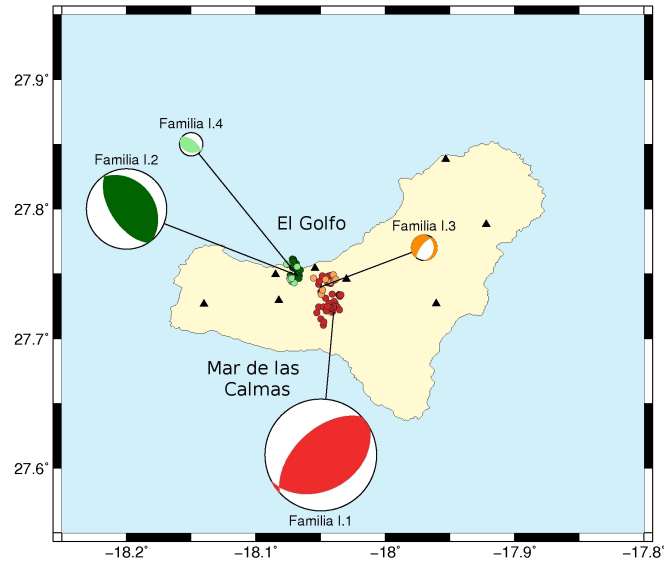 27.9°
27.8°
27.7°
27.6°
Familia I.4
Familia I.2
El Golfo
Familia I.3
Mar de las
Calmas
Familia I.1
−18.2°
−18.1°
−18°
−17.9°
−17.8°